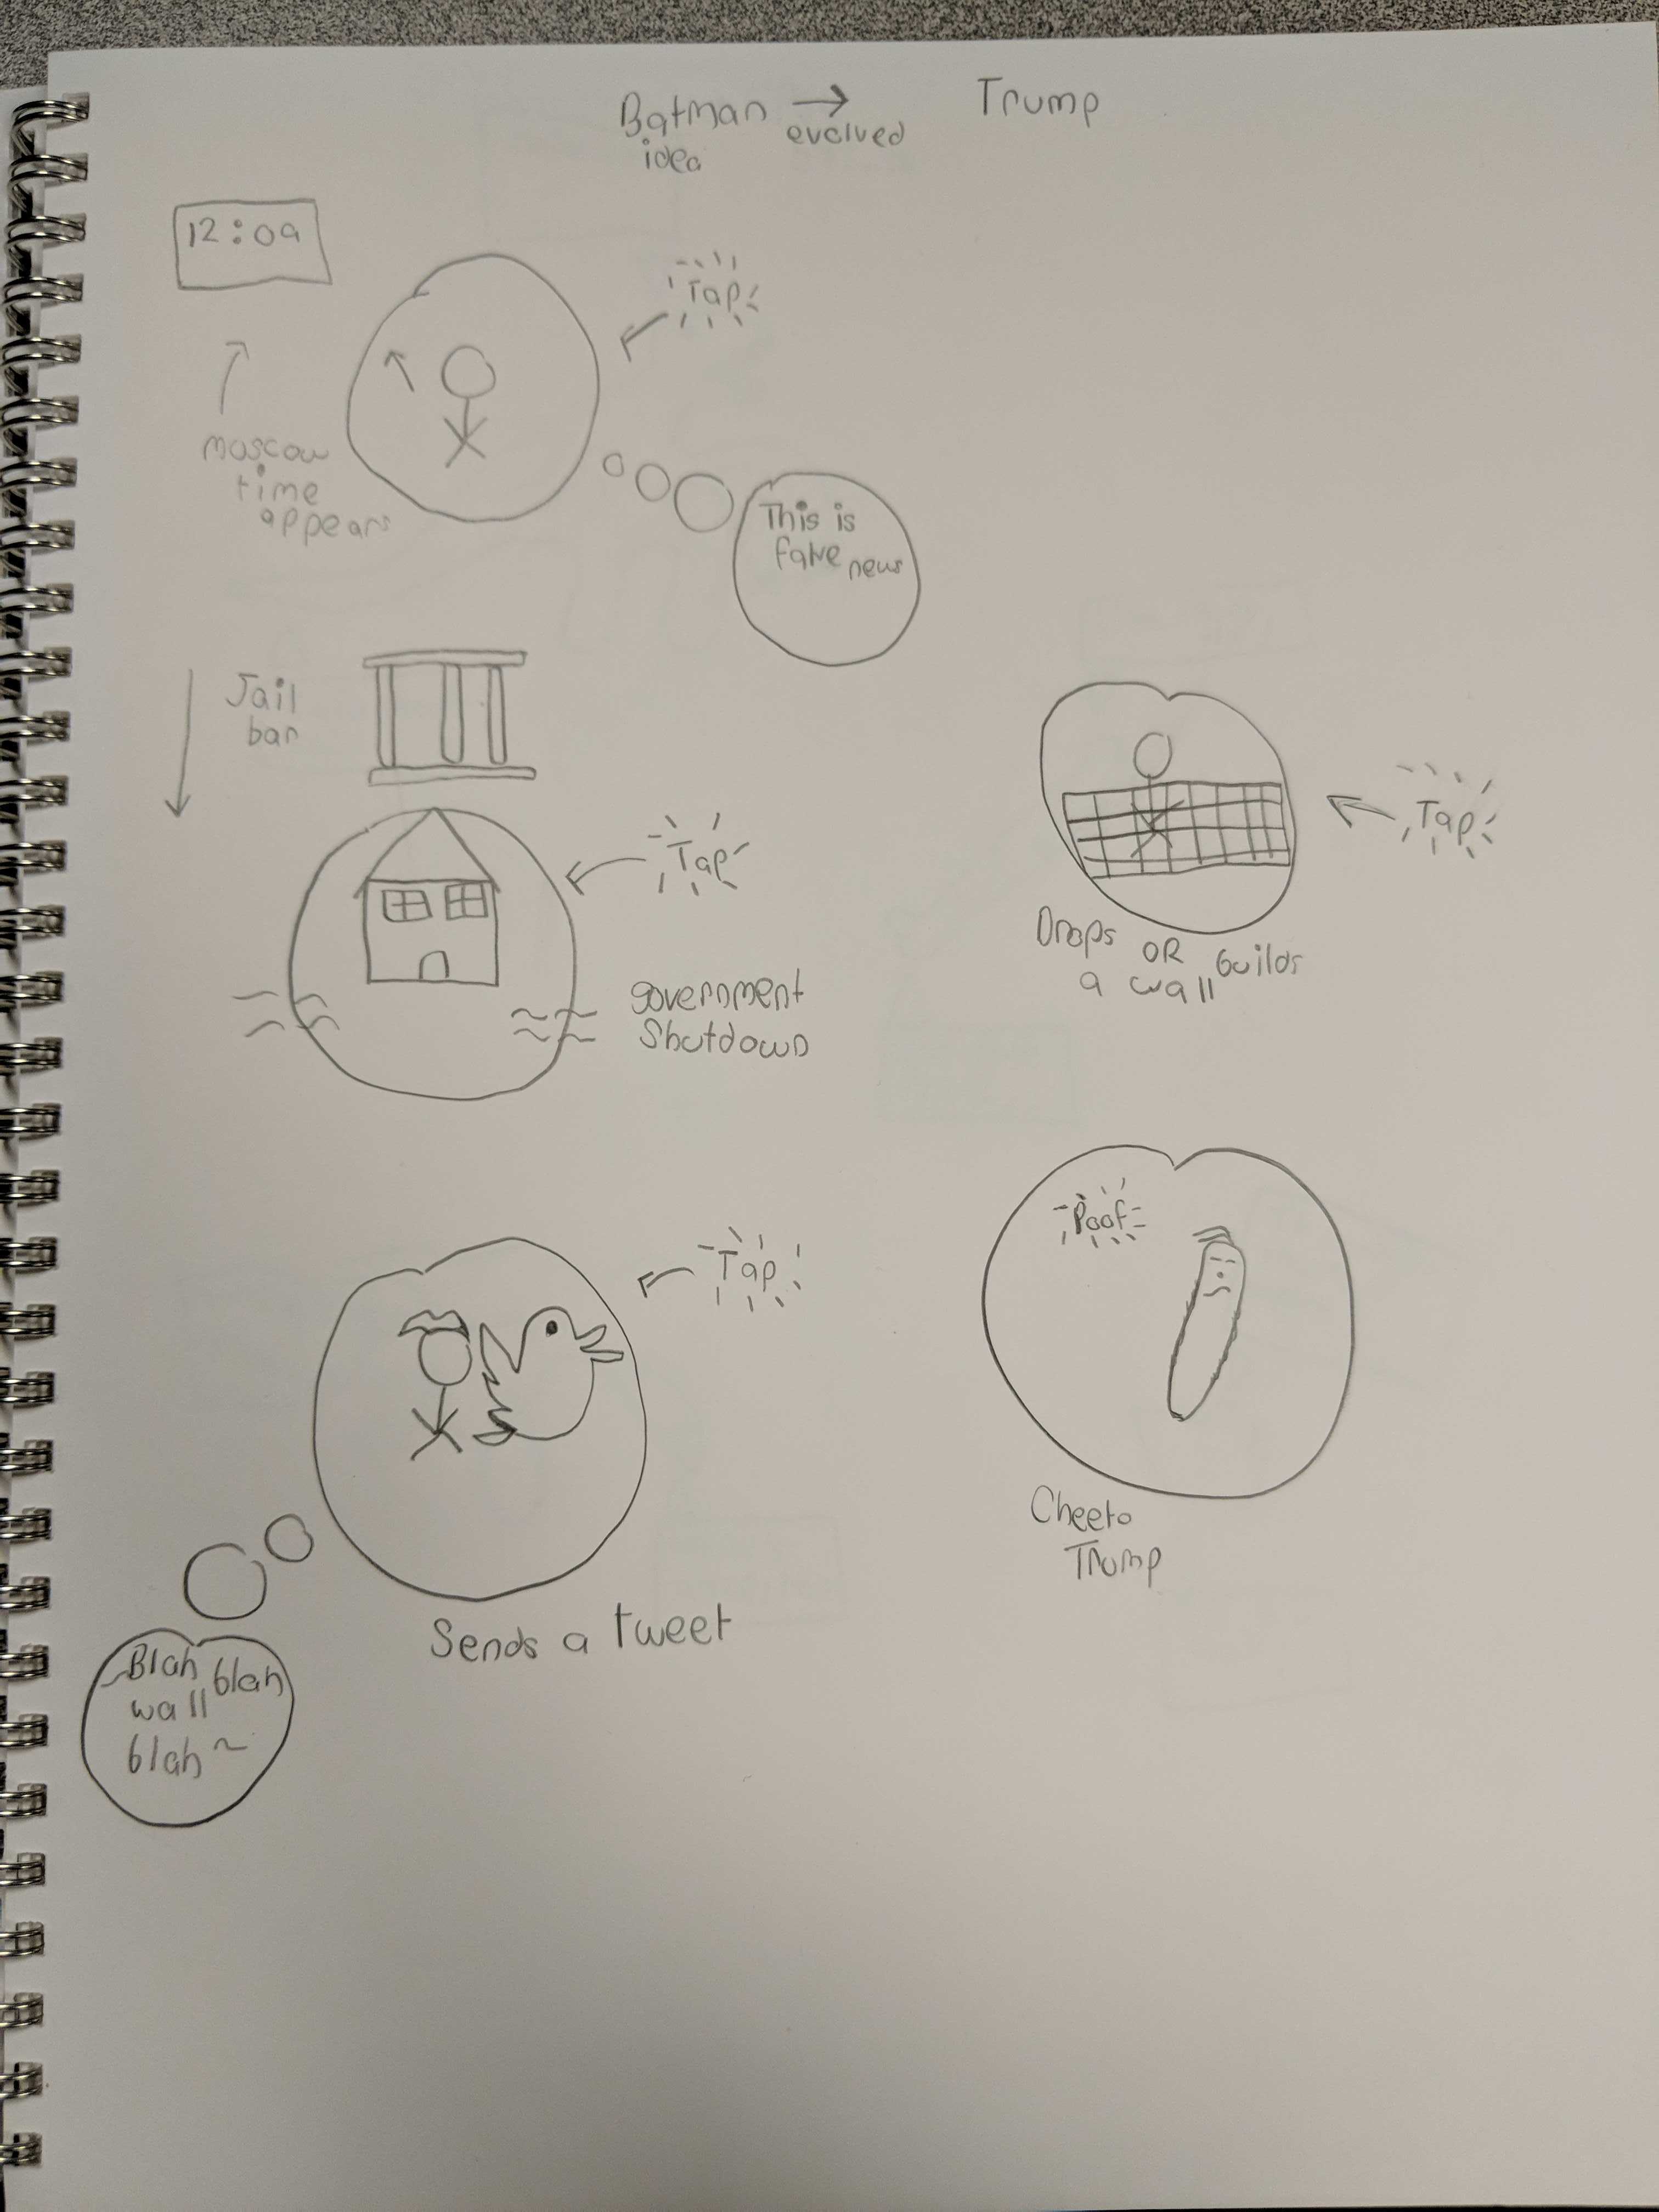 Batman → evolved Trump
idea
12:09
Tap
moscow
time
appears
This is
fake news
Jail
bar
Tap
government
Shutdown
Tap
Drops OR builds
a wall
Tap
Sends a tweet
Blah blah
wall
blah ~
Poof
Cheeto
Trump